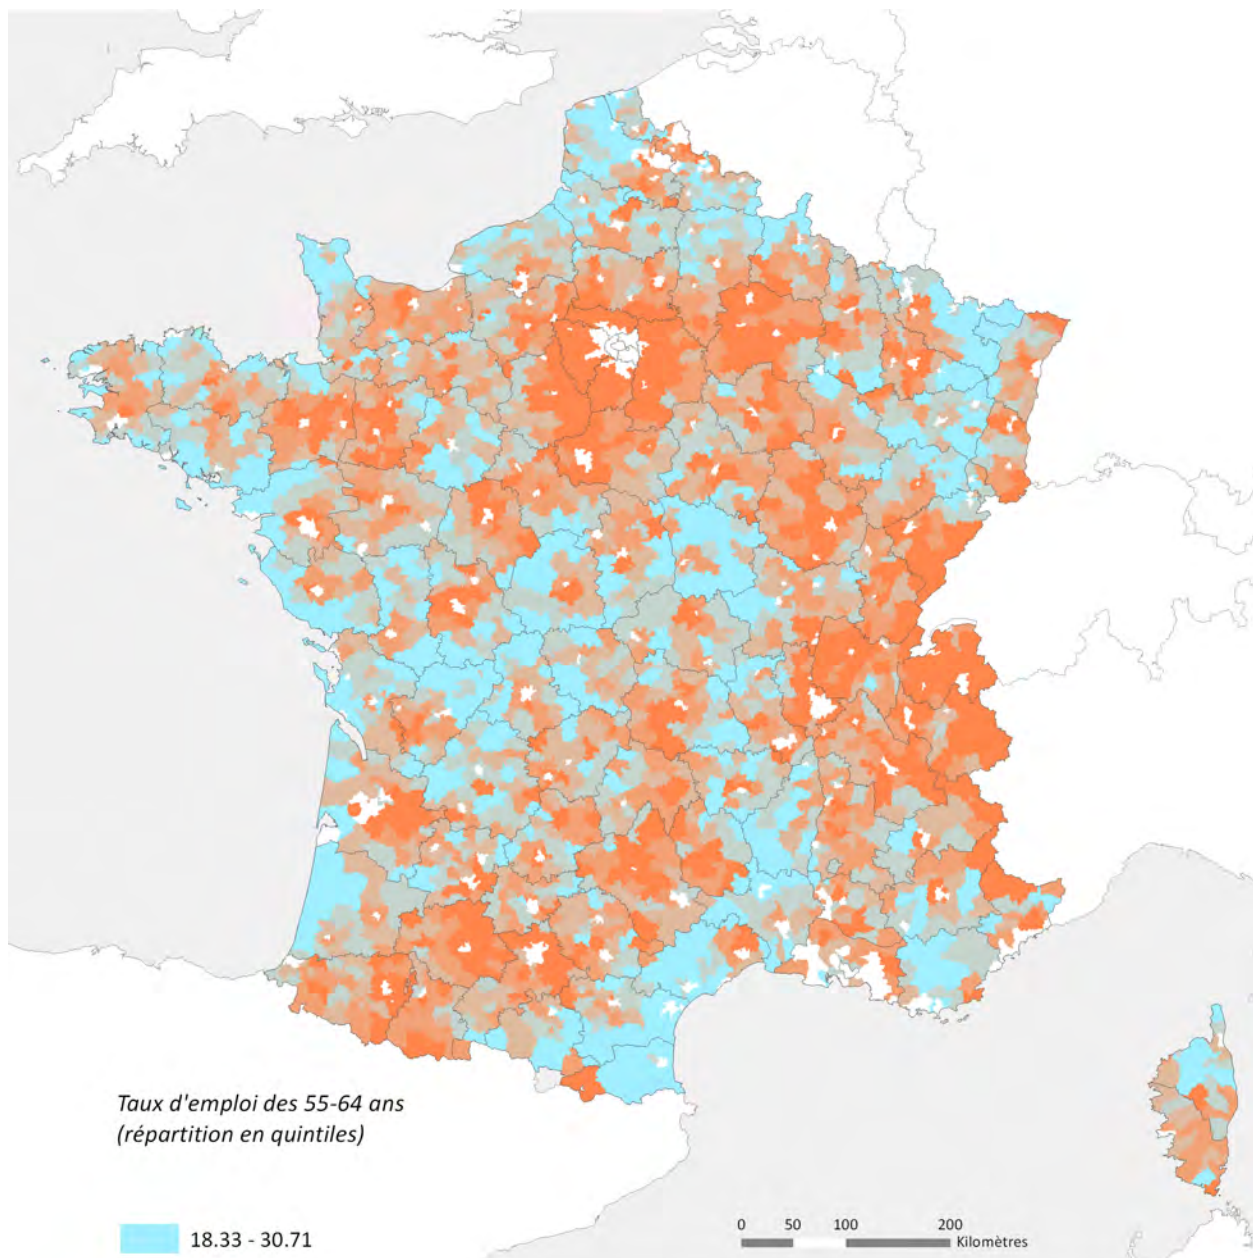 Taux d'emploi des 55-64 ans
(répartition en quintiles)
18.33 - 30.71
0 50 100 200
Kilomètres